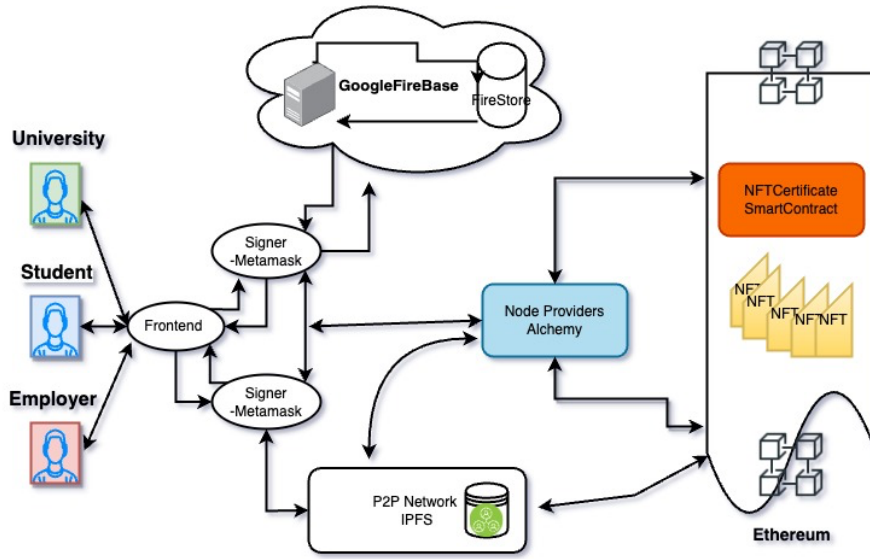 GoogleFireBase
FireStore
University
Student
Employer
Frontend
Signer
-Metamask
Signer
-Metamask
Node Providers
Alchemy
P2P Network
IPFS
NFTCertificate
SmartContract
NFT
NFT
NFT
NFT
NFT
Ethereum